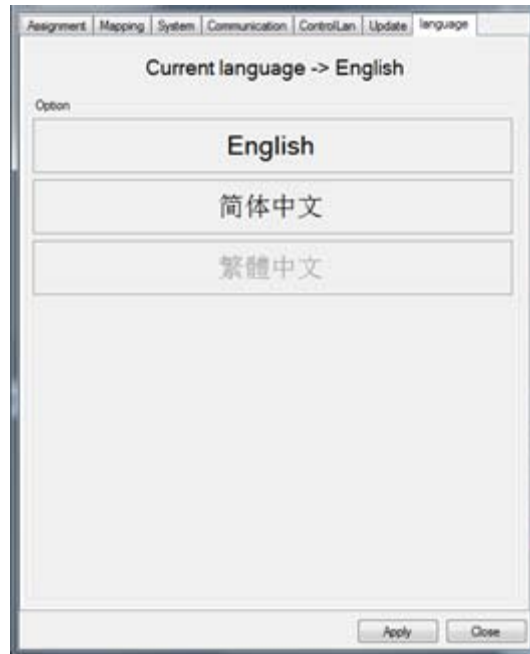 Assignment Mapping System Communication ControlLan Update language
Current language -> English
Option
English
简体中文
繁體中文
Apply Close